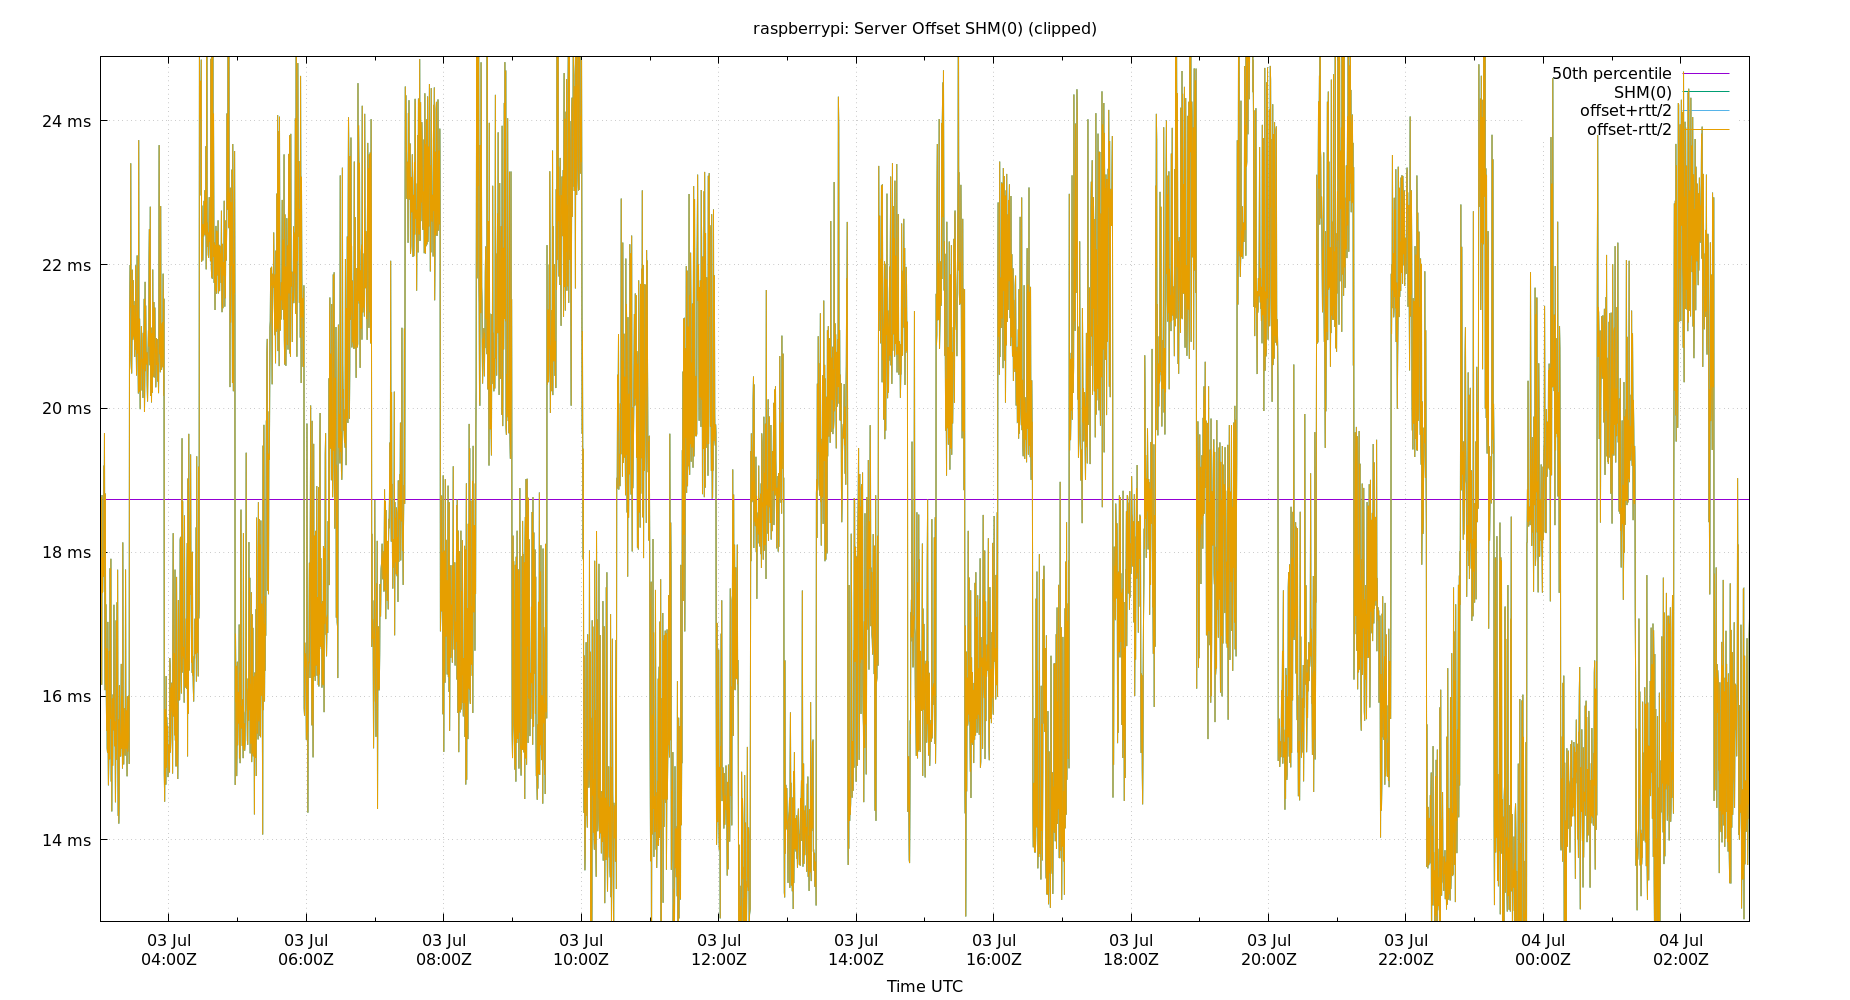 raspberrypi: Server Offset SHM(0) (clipped)
50th percentile
SHM(0)
offset+rtt/2
offset-rtt/2
24 ms
22 ms
20 ms
18 ms
16 ms
14 ms
03 Jul 03 Jul 03 Jul 03 Jul 03 Jul 03 Jul 03 Jul 03 Jul 03 Jul 03 Jul 04 Jul 04 Jul
04:00Z 06:00Z 08:00Z 10:00Z 12:00Z 14:00Z 16:00Z 18:00Z 20:00Z 22:00Z 00:00Z 02:00Z
Time UTC